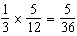 1/3 × 5/12 = 5/36